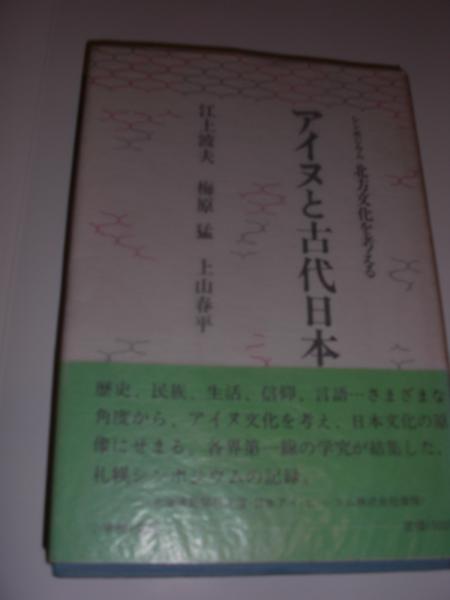 シンポジウム 北方文化を考える
アイヌと古代日本
江上波夫 梅原 猛 上山春平
歴史、民族、生活、信仰、言語…さまざまな
角度から、アイヌ文化を考え、日本文化の原
像にせまる、各界第一線の学究が結集した、
札幌シンポジウムの記録。
定価